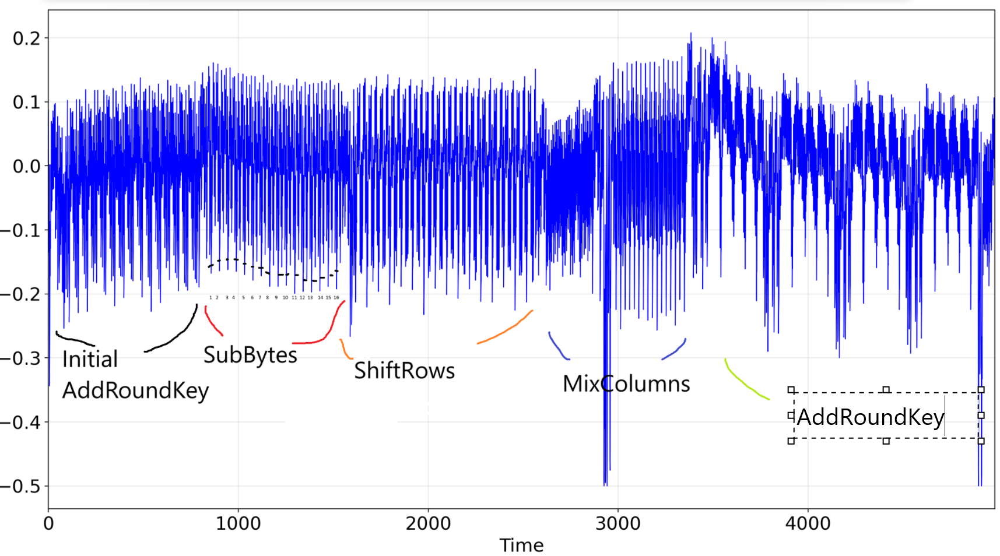 0.2
0.1
0.0
−0.1
−0.2
−0.3
−0.4
−0.5
1 2 3 4 5 6 7 8 9 10 11 12 13 14 15 16
Initial
AddRoundKey
SubBytes
ShiftRows
MixColumns
AddRoundKey
0 1000 2000 3000 4000
Time